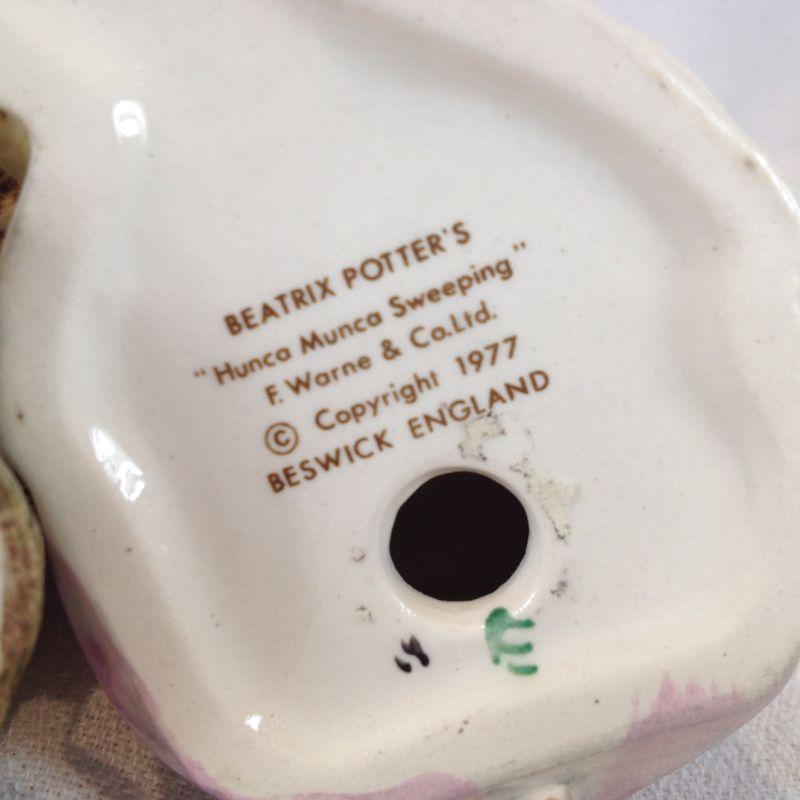 BEATRIX POTTER'S
"Hunca Munca Sweeping"
F. Warne & Co.Ltd.
© Copyright 1977
BESWICK ENGLAND